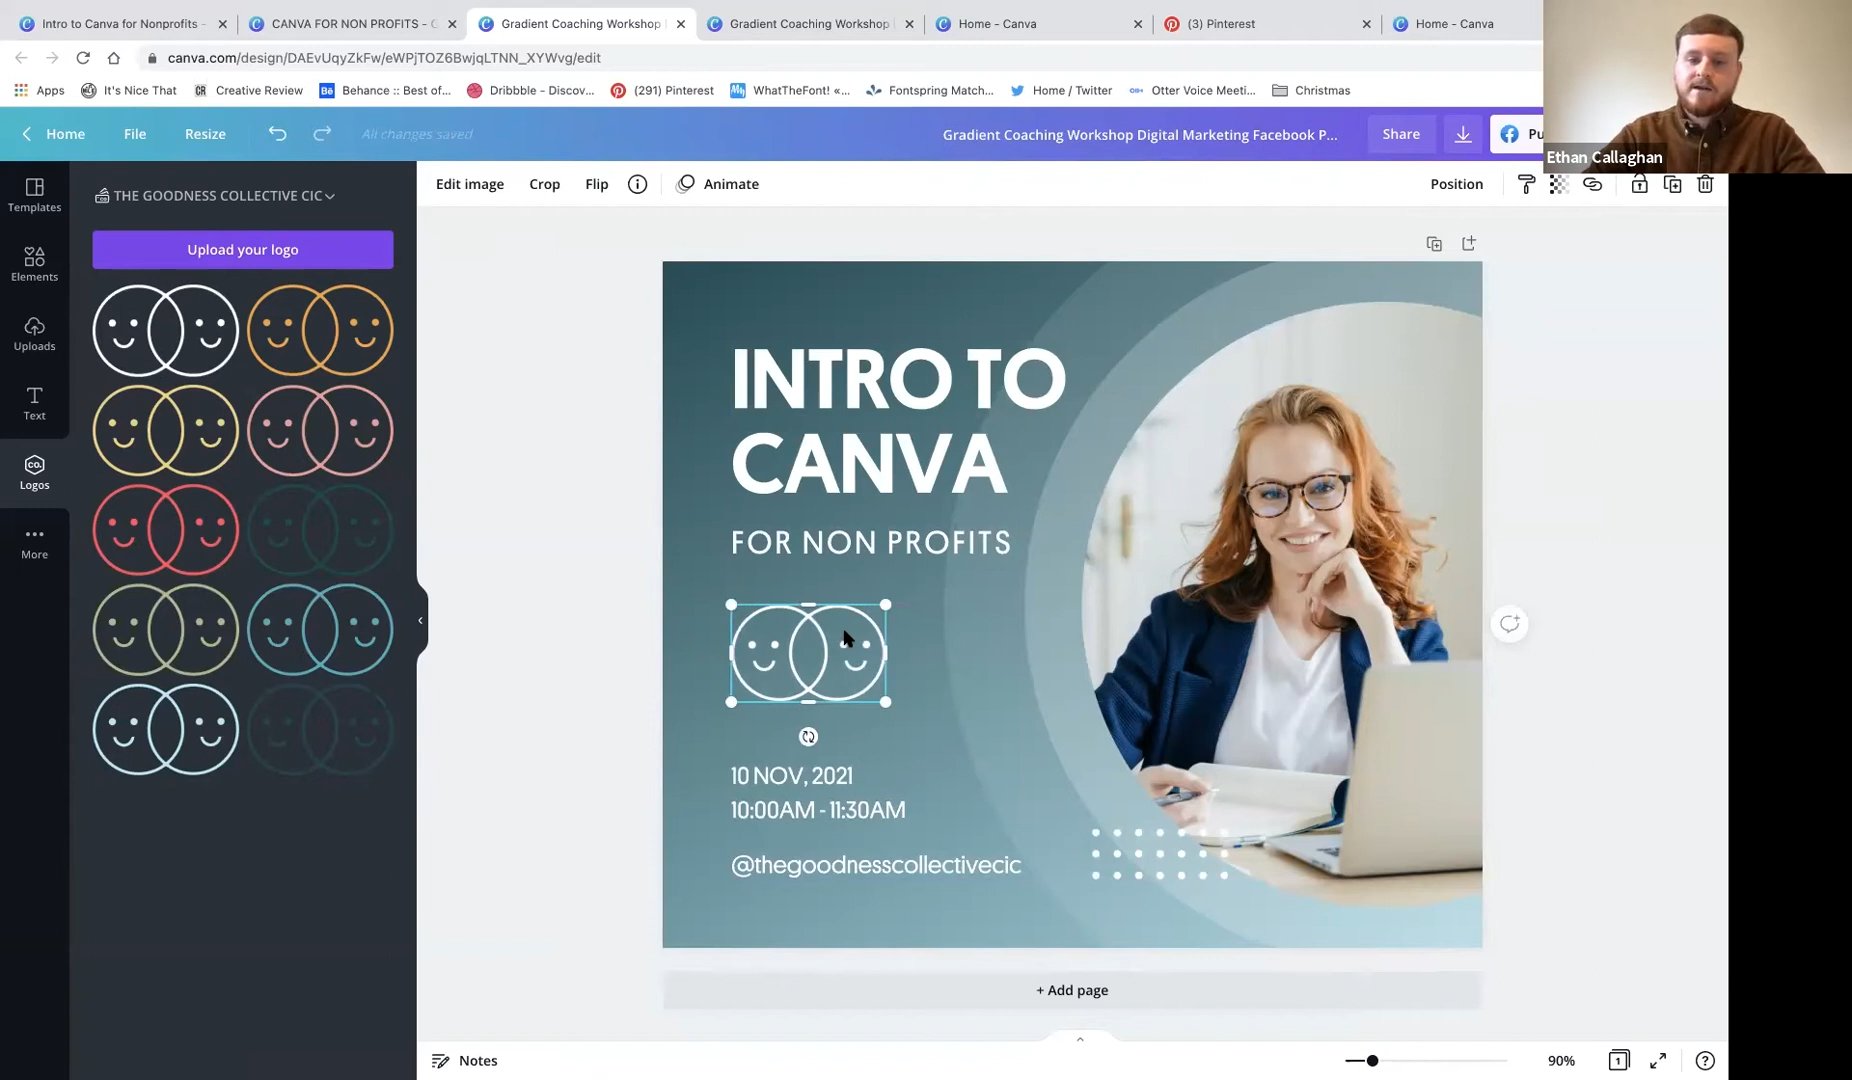 Intro to Canva for Nonprofits -
CANVA FOR NON PROFITS - C
Gradient Coaching Workshop
Gradient Coaching Workshop
Home - Canva
(3) Pinterest
Home - Canva
canva.com/design/DAEvUqyZkFw/eWPjTOZ6BwjqLTNN_XYWvg/edit
Apps
It's Nice That
CR
Creative Review
Bē
Behance :: Best of...
Dribbble - Discov...
(291) Pinterest
WhatTheFont! «...
Fontspring Match...
Home / Twitter
Otter Voice Meeti...
Christmas
Home
File
Resize
All changes saved
Gradient Coaching Workshop Digital Marketing Facebook P...
Share
Pu
Ethan Callaghan
Templates
Elements
Uploads
Text
CO.
Logos
More
THE GOODNESS COLLECTIVE CIC
Upload your logo
Edit image
Crop
Flip
Animate
Position
INTRO TO
CANVA
FOR NON PROFITS
10 NOV, 2021
10:00AM - 11:30AM
@thegoodnesscollectivecic
+ Add page
Notes
90%
1